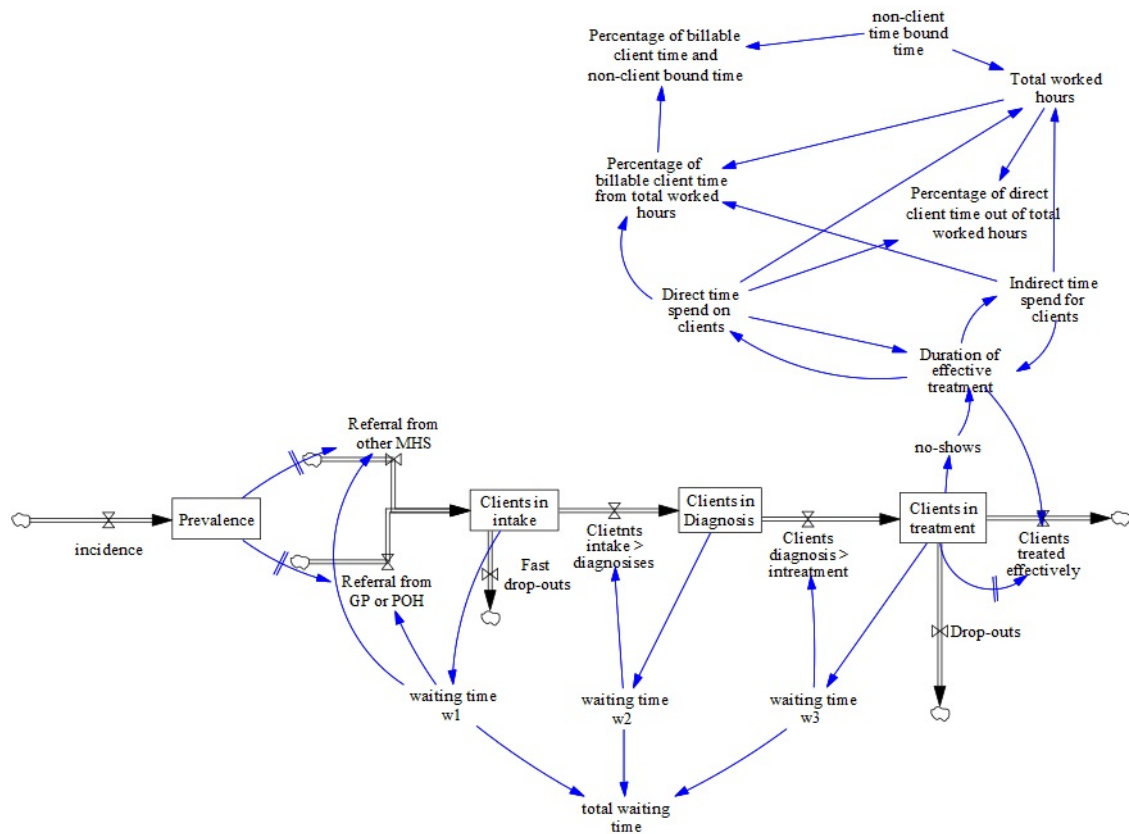 non-client
time bound
time
Percentage of billable
client time and
non-client bound time
Total worked
hours
Percentage of
billable client time
from total worked
hours
Percentage of direct
client time out of total
worked hours
Direct time
spend on
clients
Indirect time
spend for
clients
Duration of
effective
treatment
no-shows
Referral from
other MHS
Prevalence
incidence
Referral from
GP or POH
Clients in
intake
Fast
drop-outs
Clietnts
intake >
diagnosises
Clients in
Diagnosis
Clients
diagnosis >
intreatment
Clients in
treatment
Clients
treated
effectively
Drop-outs
waiting time
w1
waiting time
w2
waiting time
w3
total waiting
time